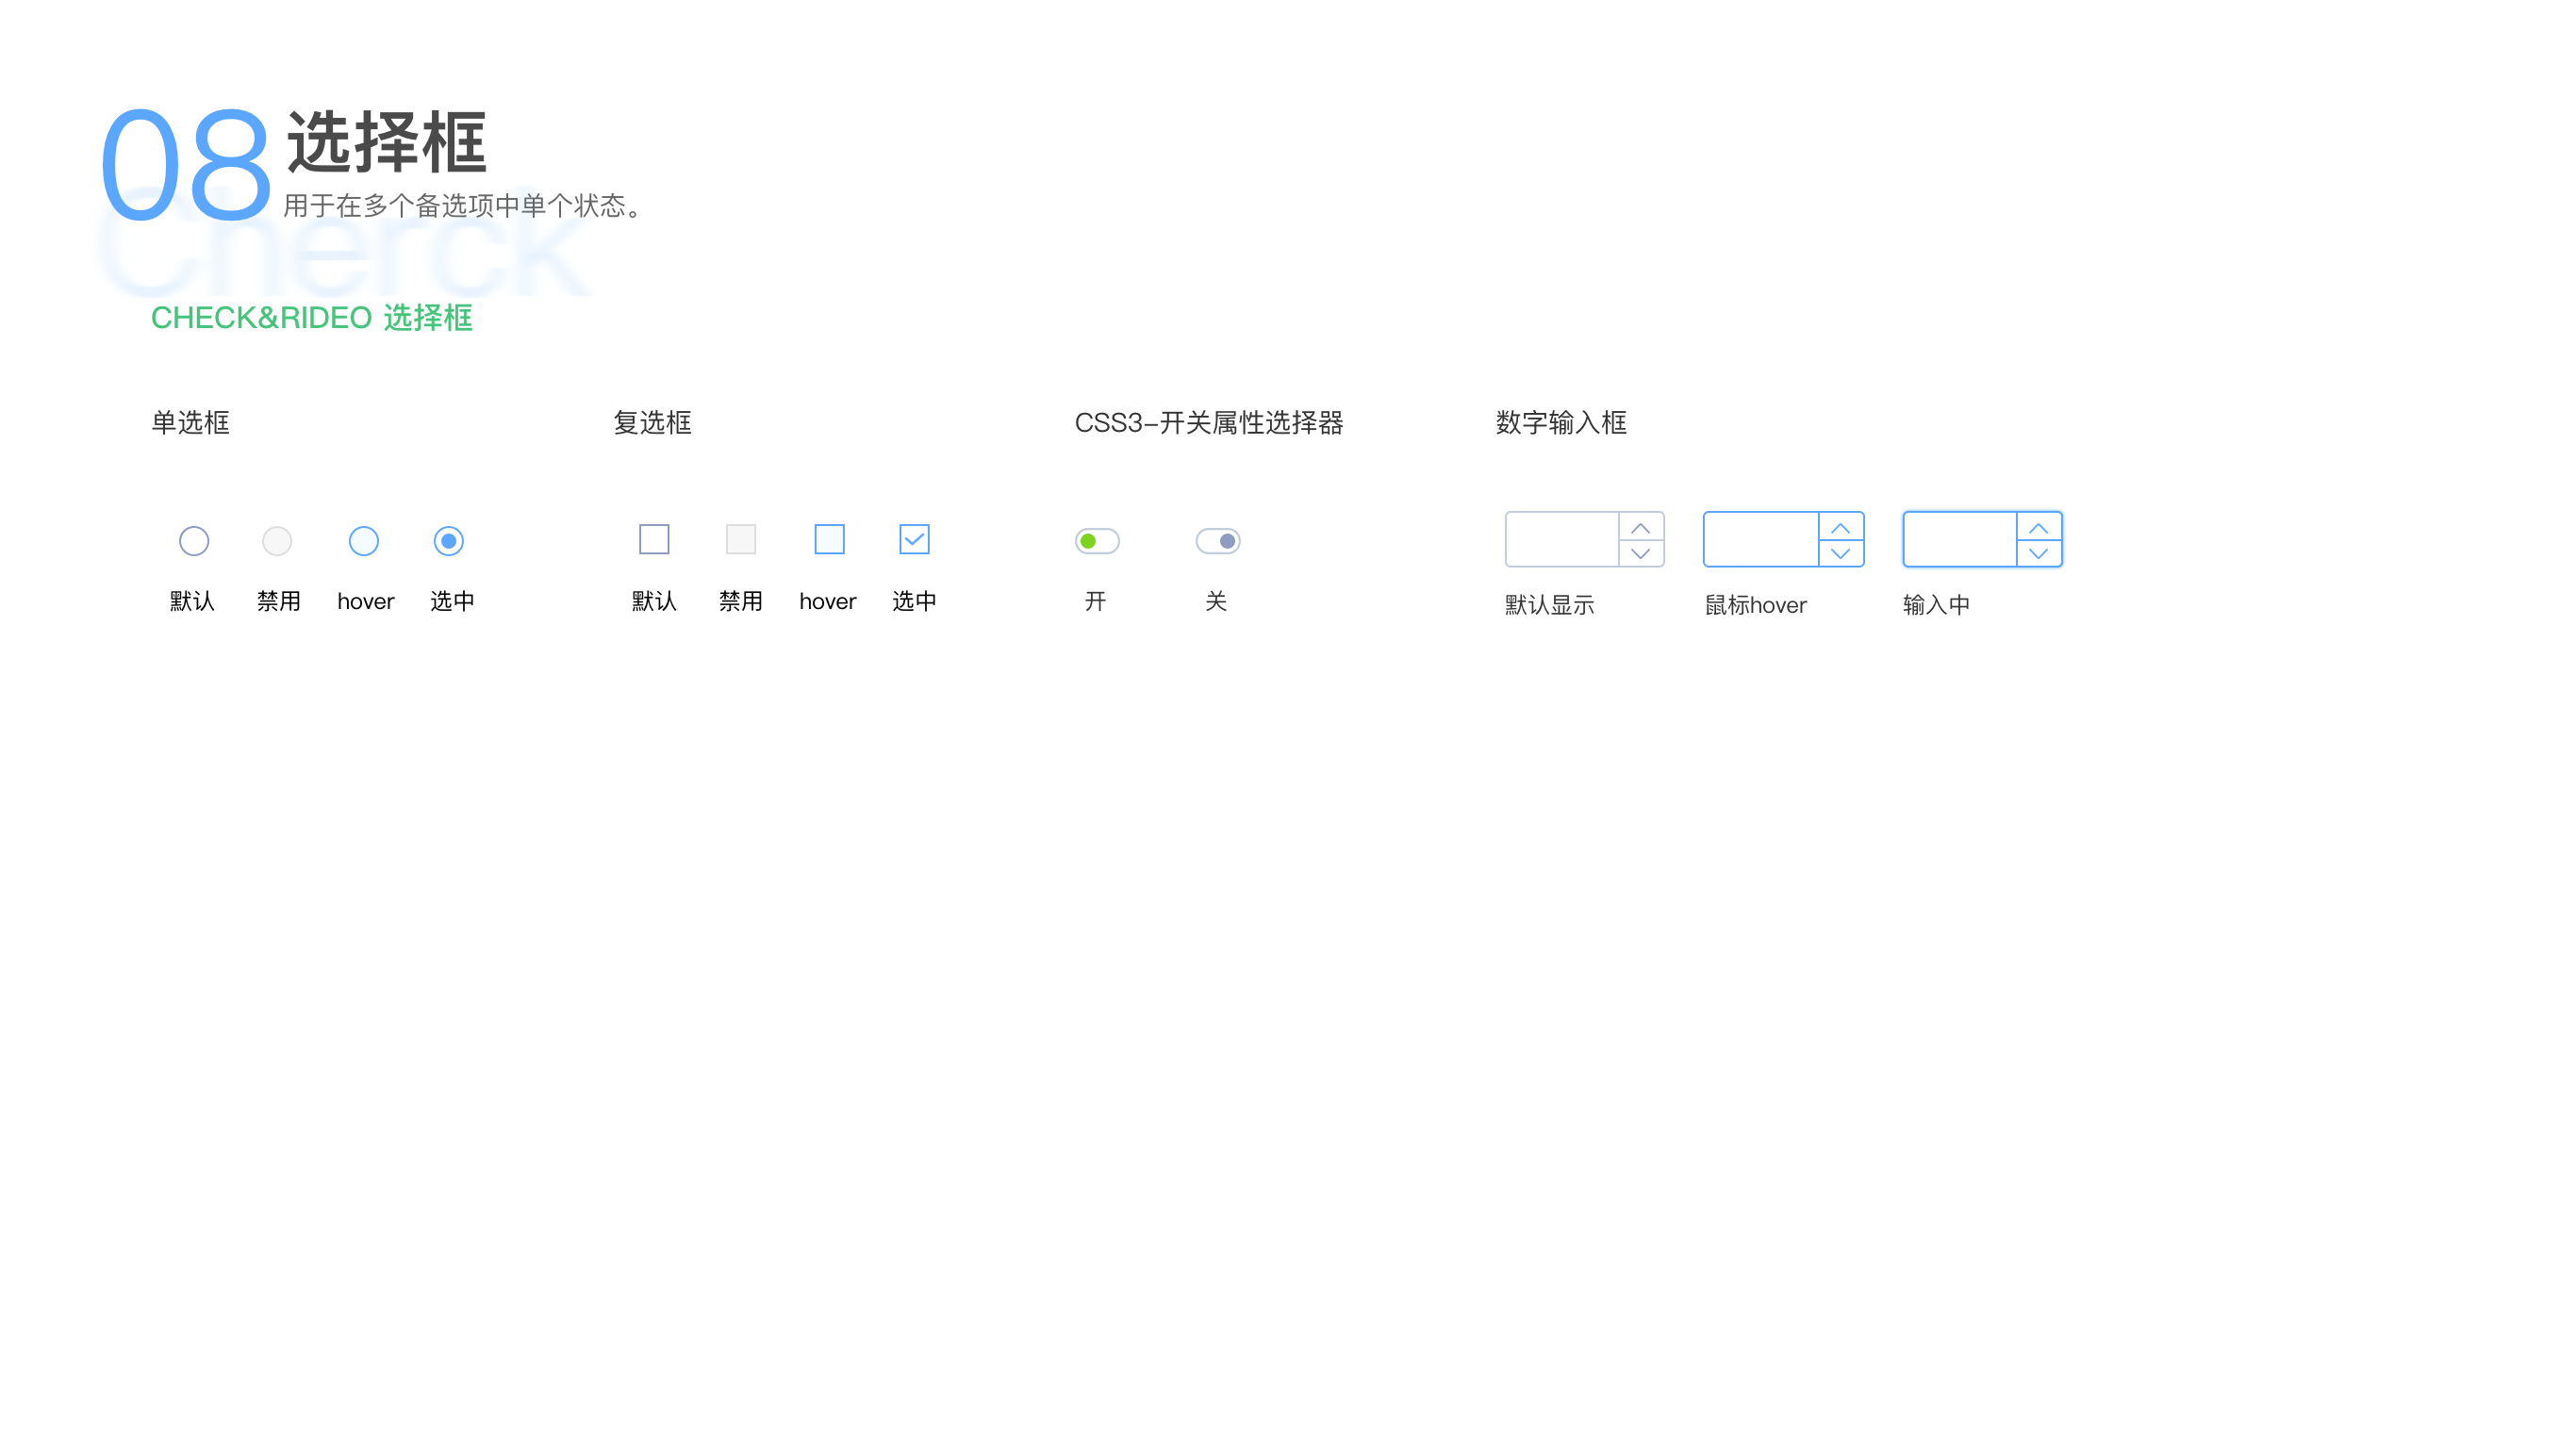 08 选择框
用于在多个备选项中单个状态。
Cherck
CHECK&RIDEO 选择框
单选框
默认 禁用 hover 选中
复选框
默认 禁用 hover 选中
CSS3-开关属性选择器
开 关
数字输入框
默认显示 鼠标hover 输入中